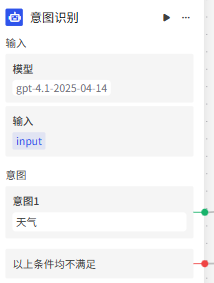 意图识别
输入
模型
gpt-4.1-2025-04-14
输入
input
意图
意图1
天气
以上条件均不满足